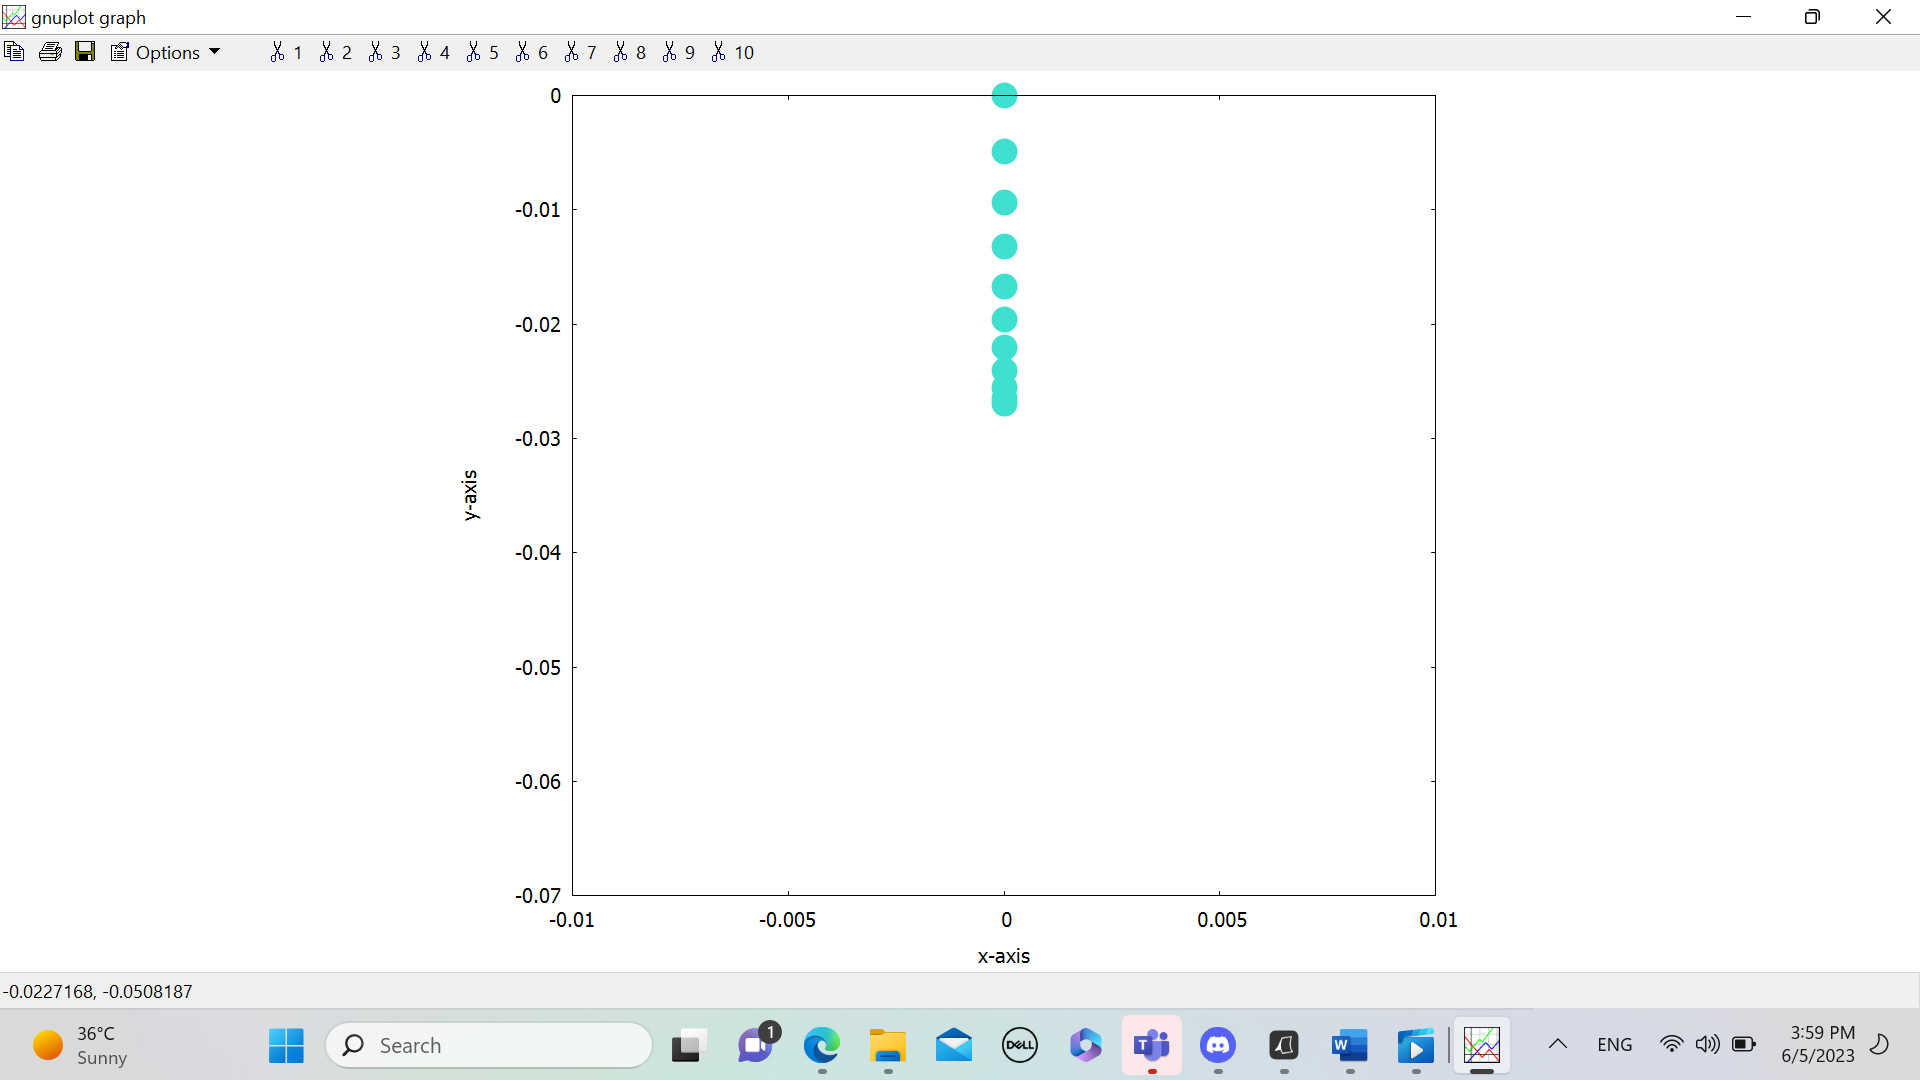 gnuplot graph
Options 1 2 3 4 5 6 7 8 9 10
0
-0.01
-0.02
-0.03
-0.04
-0.05
-0.06
-0.07
y-axis
-0.01 -0.005 0 0.005 0.01
x-axis
-0.0227168, -0.0508187
36°C
Sunny
Search
1
DELL
T
W
ENG
3:59 PM
6/5/2023